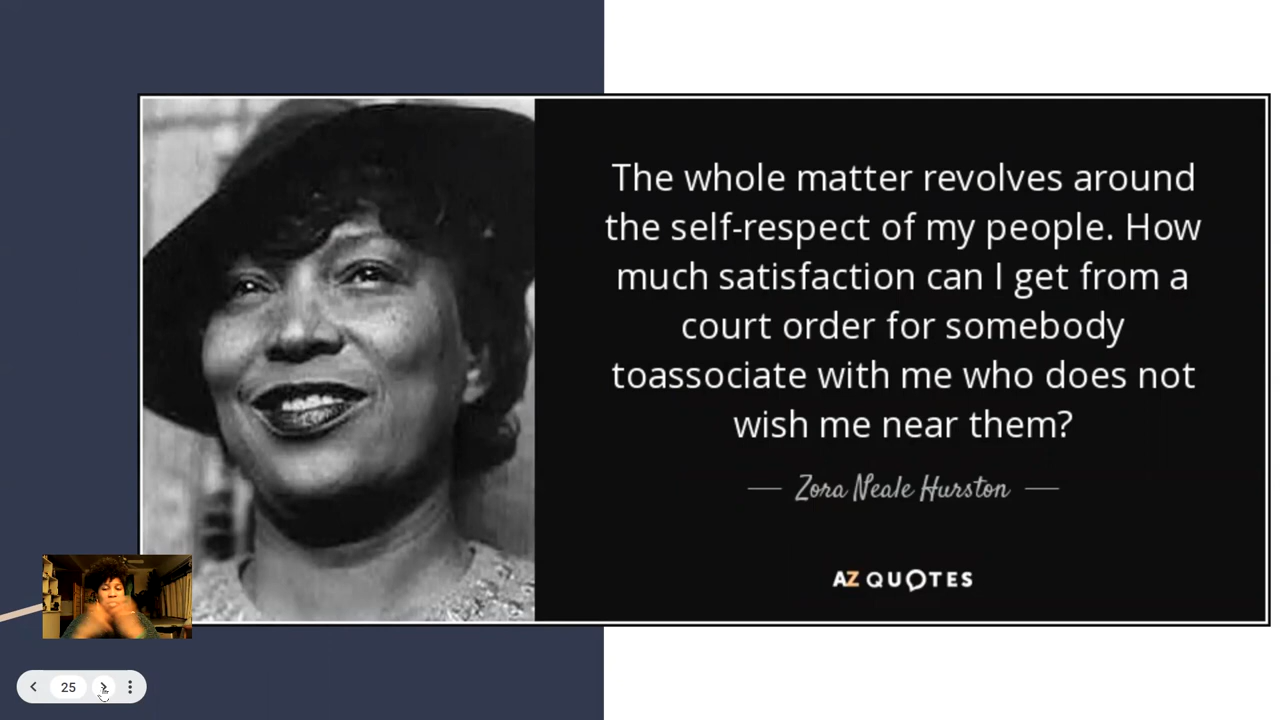 The whole matter revolves around
the self-respect of my people. How
much satisfaction can I get from a
court order for somebody
toassociate with me who does not
wish me near them?
Zora Neale Hurston
AZ QUOTES
25